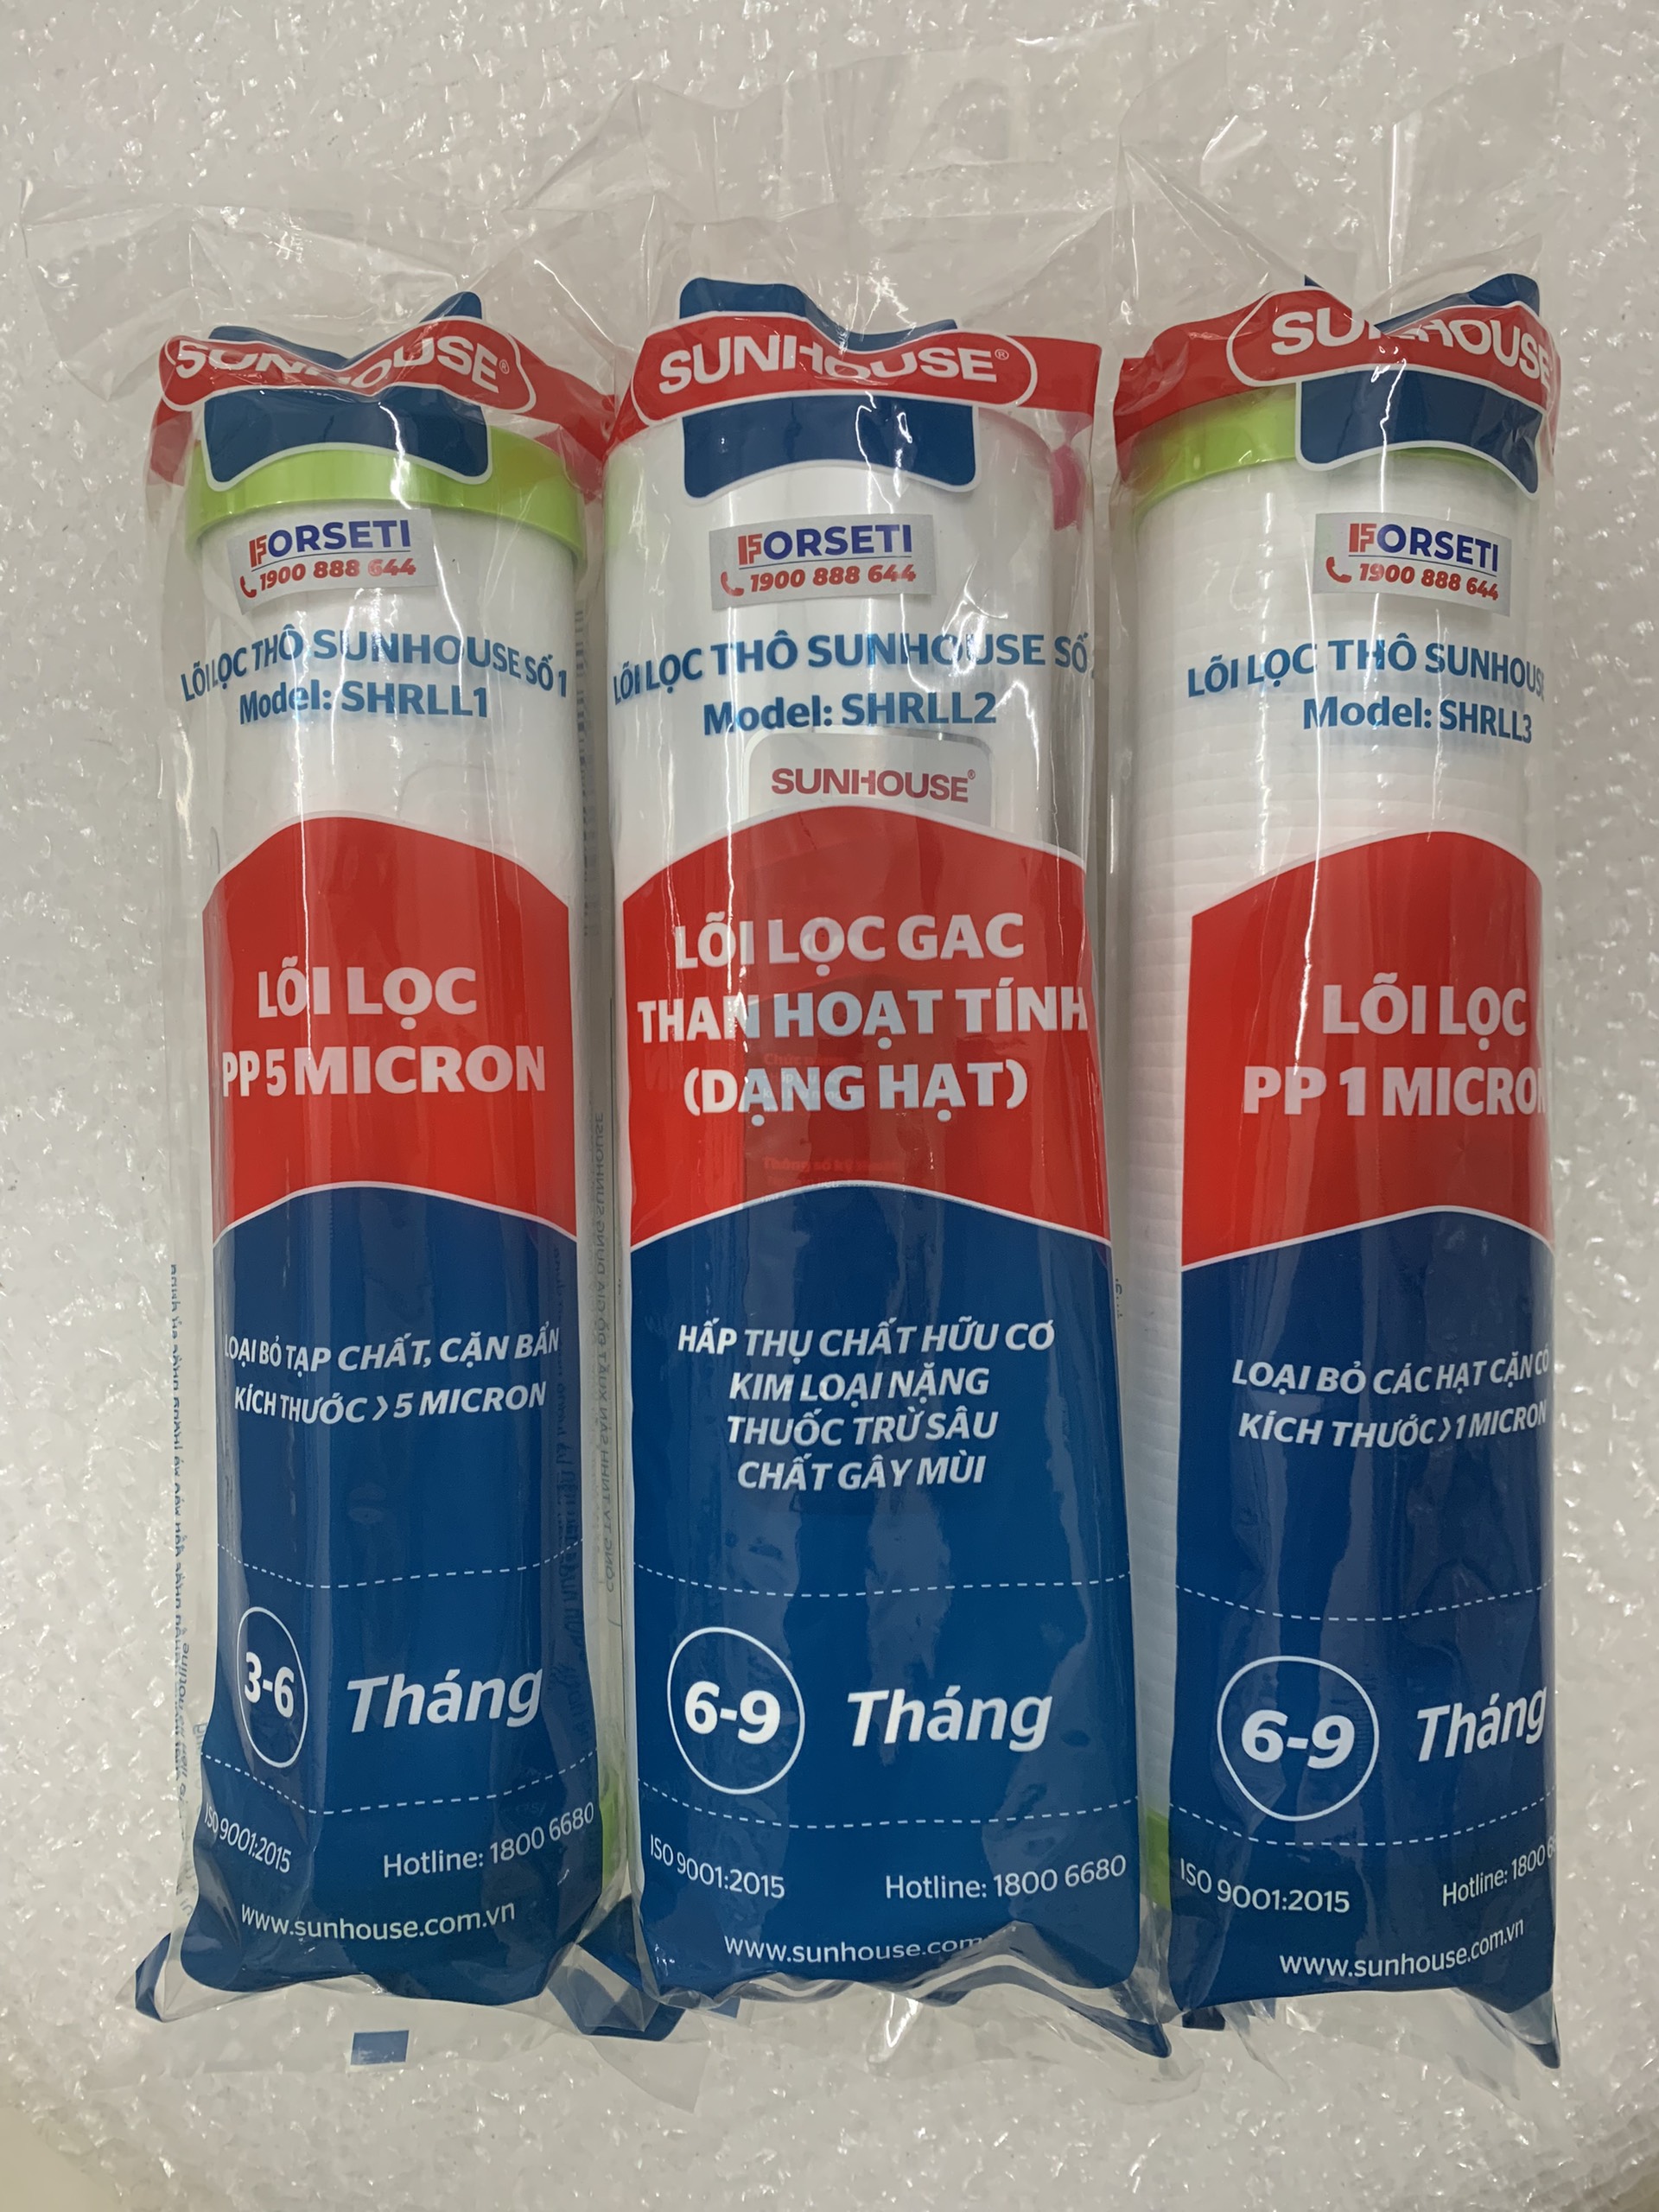 SUNHOUSE®
FORSETI
1900 888 644
LÕI LỌC THÔ SUNHOUSE SỐ 1
Model: SHRLL1
LÕI LỌC
PP 5 MICRON
LOẠI BỎ TẠP CHẤT, CẶN BẨN
KÍCH THƯỚC > 5 MICRON
3-6 Tháng
ISO 9001:2015
Hotline: 1800 6680
www.sunhouse.com.vn
SUNHOUSE®
FORSETI
1900 888 644
LÕI LỌC THÔ SUNHOUSE SỐ
Model: SHRLL2
SUNHOUSE®
LÕI LỌC GAC
THAN HOẠT TÍNH
(DẠNG HẠT)
HẤP THỤ CHẤT HỮU CƠ
KIM LOẠI NẶNG
THUỐC TRỪ SÂU
CHẤT GÂY MÙI
6-9 Tháng
ISO 9001:2015
Hotline: 1800 6680
www.sunhouse.com
SUNHOUSE
FORSETI
1900 888 644
LÕI LỌC THÔ SUNHOUSE
Model: SHRLL3
LÕI LỌC
PP 1 MICRON
LOẠI BỎ CÁC HẠT CẶN CÓ
KÍCH THƯỚC > 1 MICRON
6-9 Tháng
ISO 9001:2015
Hotline: 1800
www.sunhouse.com.vn